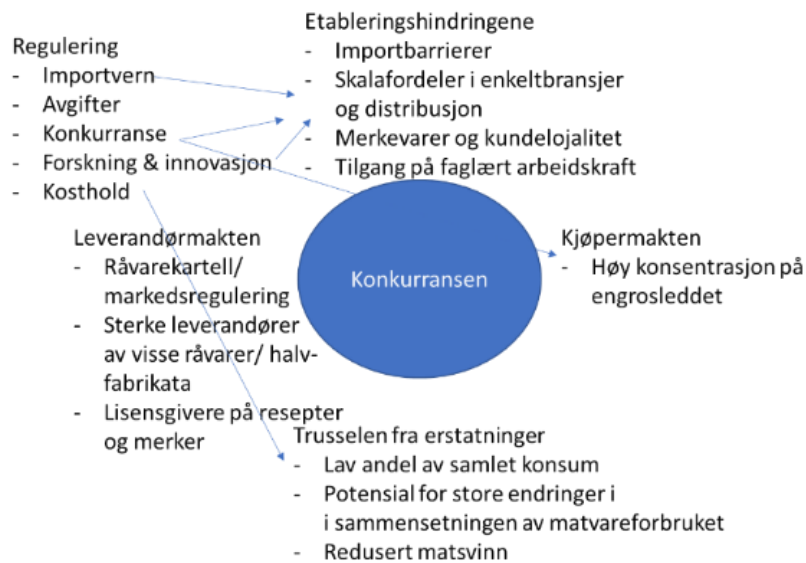 Etableringshindringene
- Importbarrierer
- Skalafordeler i enkeltbransjer
og distribusjon
- Merkevarer og kundelojalitet
- Tilgang på faglært arbeidskraft
Regulering
- Importvern
- Avgifter
- Konkurranse
- Forskning & innovasjon
- Kosthold
Leverandørmakten
- Råvarekartell/
markedsregulering
- Sterke leverandører
av visse råvarer/ halv-
fabrikata
- Lisensgivere på resepter
og merker
Konkurransen
Kjøpermakten
- Høy konsentrasjon på
engrosleddet
Trusselen fra erstatninger
- Lav andel av samlet konsum
- Potensial for store endringer i
i sammensetningen av matvareforbruket
- Redusert matsvinn